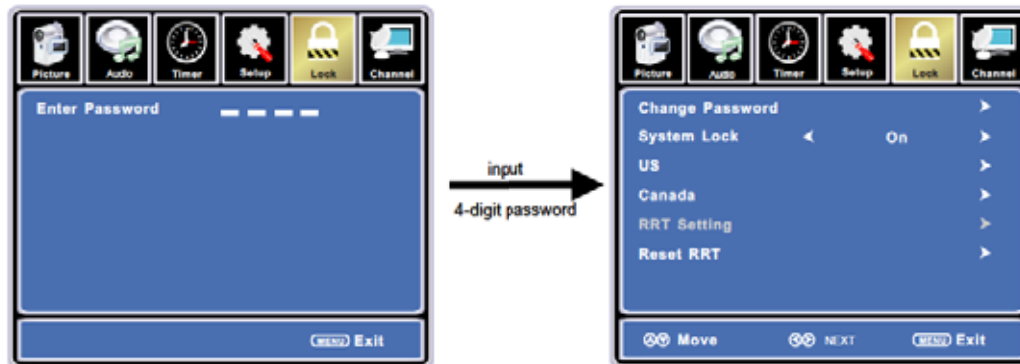 Picture Audio Timer Setup Lock Channel
Enter Password
MENU Exit
input
4-digit password
Picture Audio Timer Setup Lock Channel
Change Password
System Lock On
US
Canada
RRT Setting
Reset RRT
Move NEXT MENU Exit